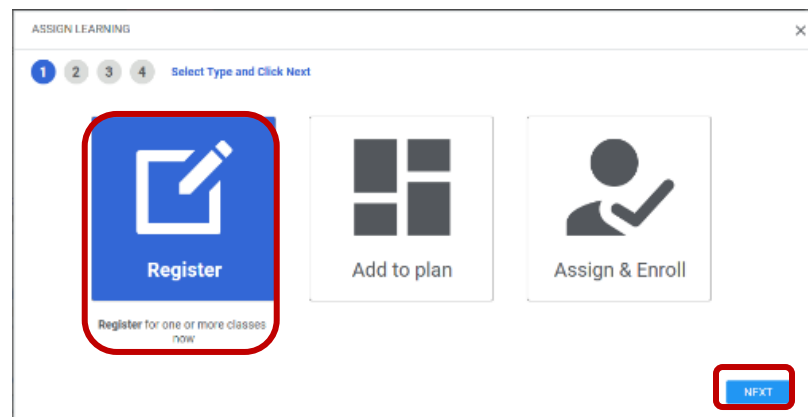 ASSIGN LEARNING
1 2 3 4 Select Type and Click Next
Register Add to plan Assign & Enroll
Register for one or more classes
now
NEXT